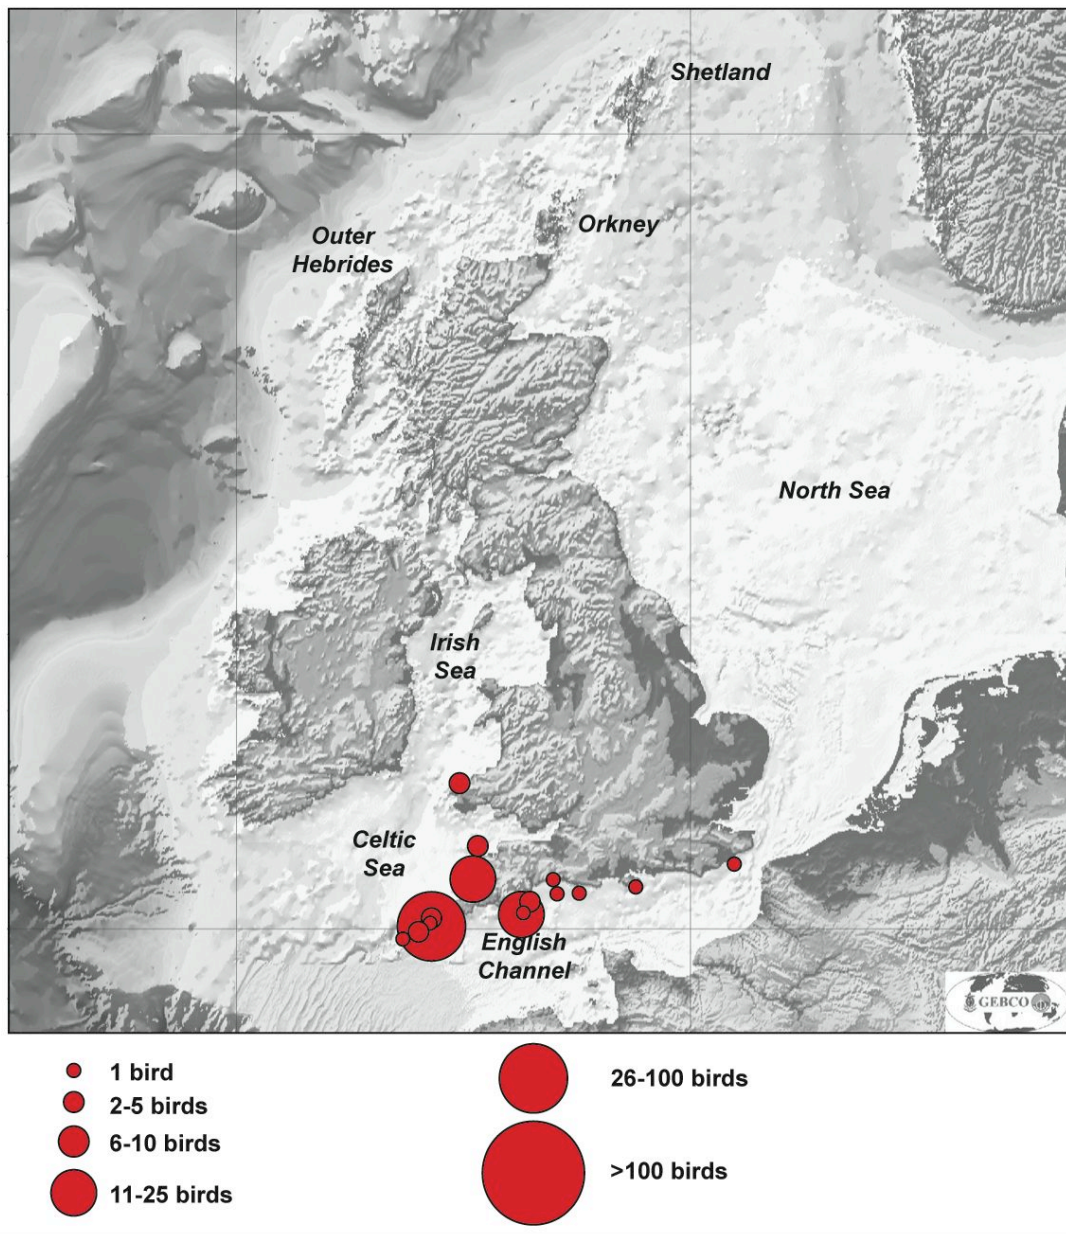 Shetland
Orkney
Outer
Hebrides
North Sea
Irish
Sea
Celtic
Sea
English
Channel
GEBCO
1 bird
2-5 birds
6-10 birds
11-25 birds
26-100 birds
>100 birds